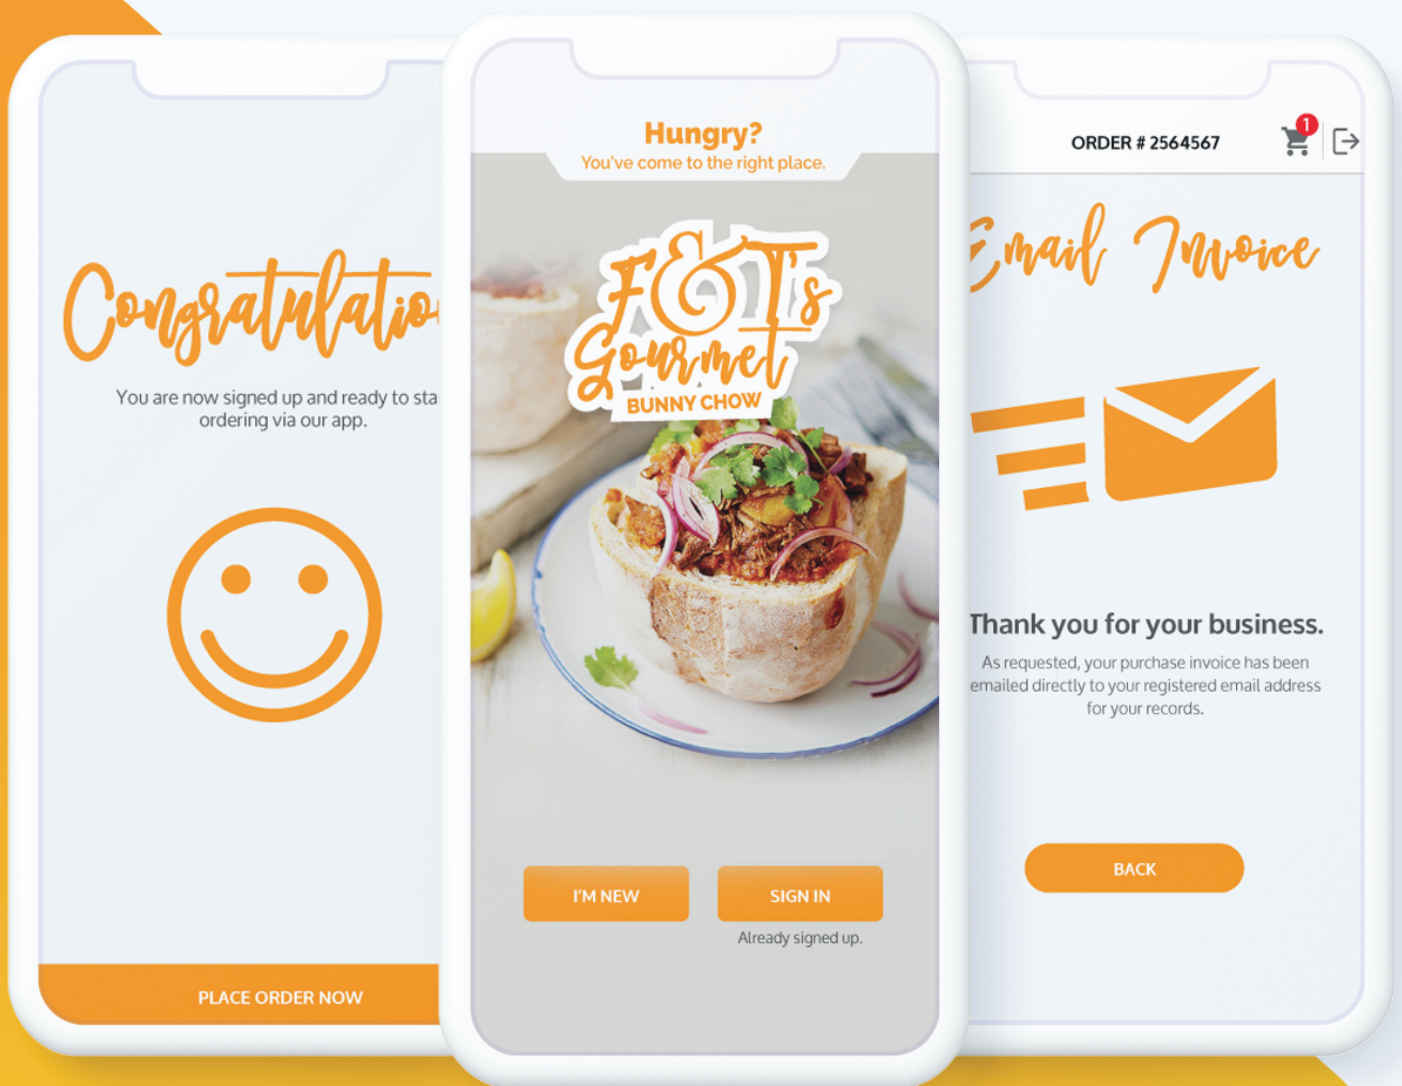 Congratulatio
You are now signed up and ready to sta
ordering via our app.
PLACE ORDER NOW
Hungry?
You've come to the right place.
F&T's
Gourmet
BUNNY CHOW
I'M NEW
SIGN IN
Already signed up.
ORDER # 2564567
1
Email Invoice
Thank you for your business.
As requested, your purchase invoice has been
emailed directly to your registered email address
for your records.
BACK